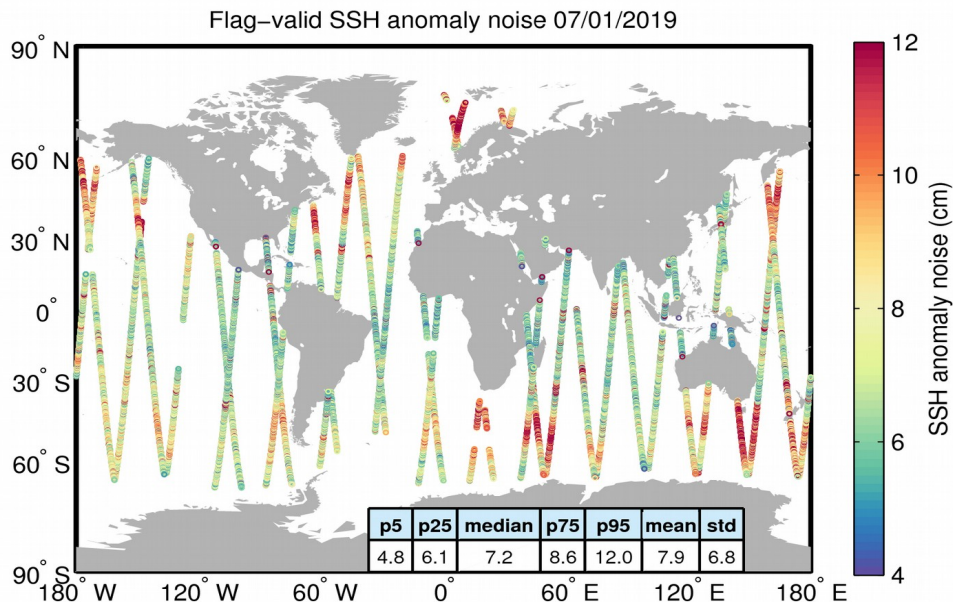 Flag−valid SSH anomaly noise 07/01/2019
90° N
60° N
30° N
0°
30° S
60° S
90° S
180° W
120° W
60° W
0°
60° E
120° E
180° E
p5 p25 median p75 p95 mean std
4.8 6.1 7.2 8.6 12.0 7.9 6.8
12
10
8
6
4
SSH anomaly noise (cm)